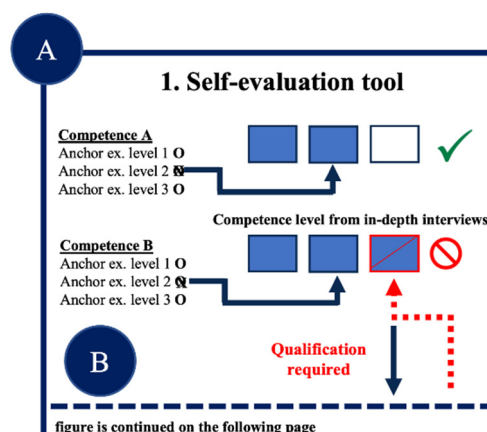 A
1. Self-evaluation tool
Competence A
Anchor ex. level 1 O
Anchor ex. level 2
Anchor ex. level 3 O
Competence level from in-depth interviews
Competence B
Anchor ex. level 1 O
Anchor ex. level 2
Anchor ex. level 3 O
Qualification
required
B
figure is continued on the following page